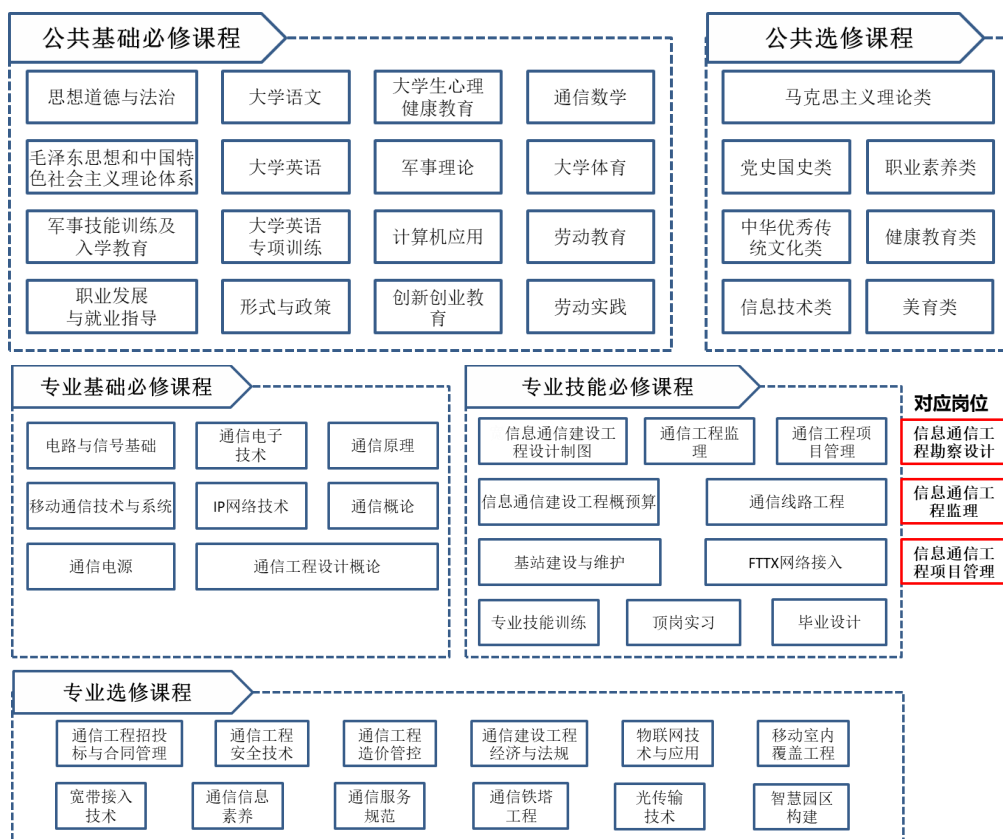 公共基础必修课程
思想道德与法治
大学语文
大学生心理
健康教育
通信数学
毛泽东思想和中国特
色社会主义理论体系
大学英语
军事理论
大学体育
军事技能训练及
入学教育
大学英语
专项训练
计算机应用
劳动教育
职业发展
与就业指导
形式与政策
创新创业教
育
劳动实践
公共选修课程
马克思主义理论类
党史国史类
职业素养类
中华优秀传
统文化类
健康教育类
信息技术类
美育类
专业基础必修课程
电路与信号基础
通信电子
技术
通信原理
移动通信技术与系统
IP网络技术
通信概论
通信电源
通信工程设计概论
专业技能必修课程
信息通信建设工
程设计制图
通信工程监
理
通信工程项
目管理
信息通信建设工程概预算
通信线路工程
基站建设与维护
FTTX网络接入
专业技能训练
顶岗实习
毕业设计
对应岗位
信息通信工
程勘察设计
信息通信工
程监理
信息通信工
程项目管理
专业选修课程
通信工程招投
标与合同管理
通信工程
安全技术
通信工程
造价管控
通信建设工程
经济与法规
物联网技
术与应用
移动室内
覆盖工程
宽带接入
技术
通信信息
素养
通信服务
规范
通信铁塔
工程
光传输
技术
智慧园区
构建